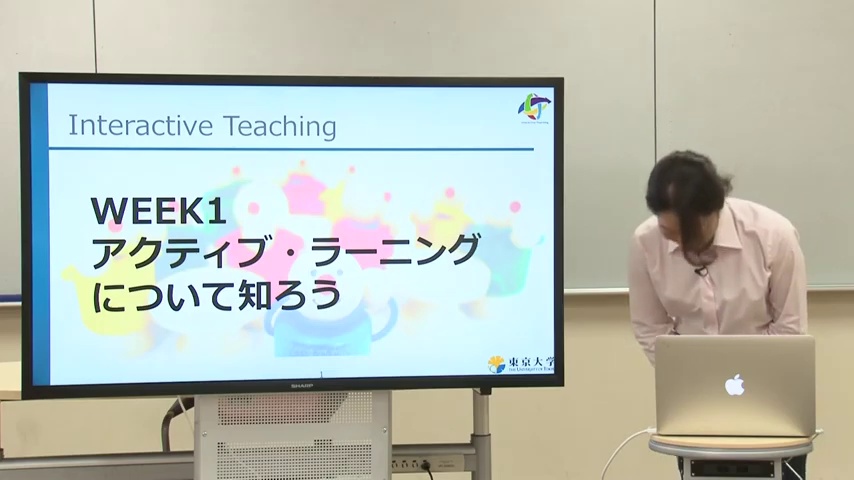 Interactive Teaching
WEEK1
アクティブ・ラーニング
について知ろう
東京大学
SHARP